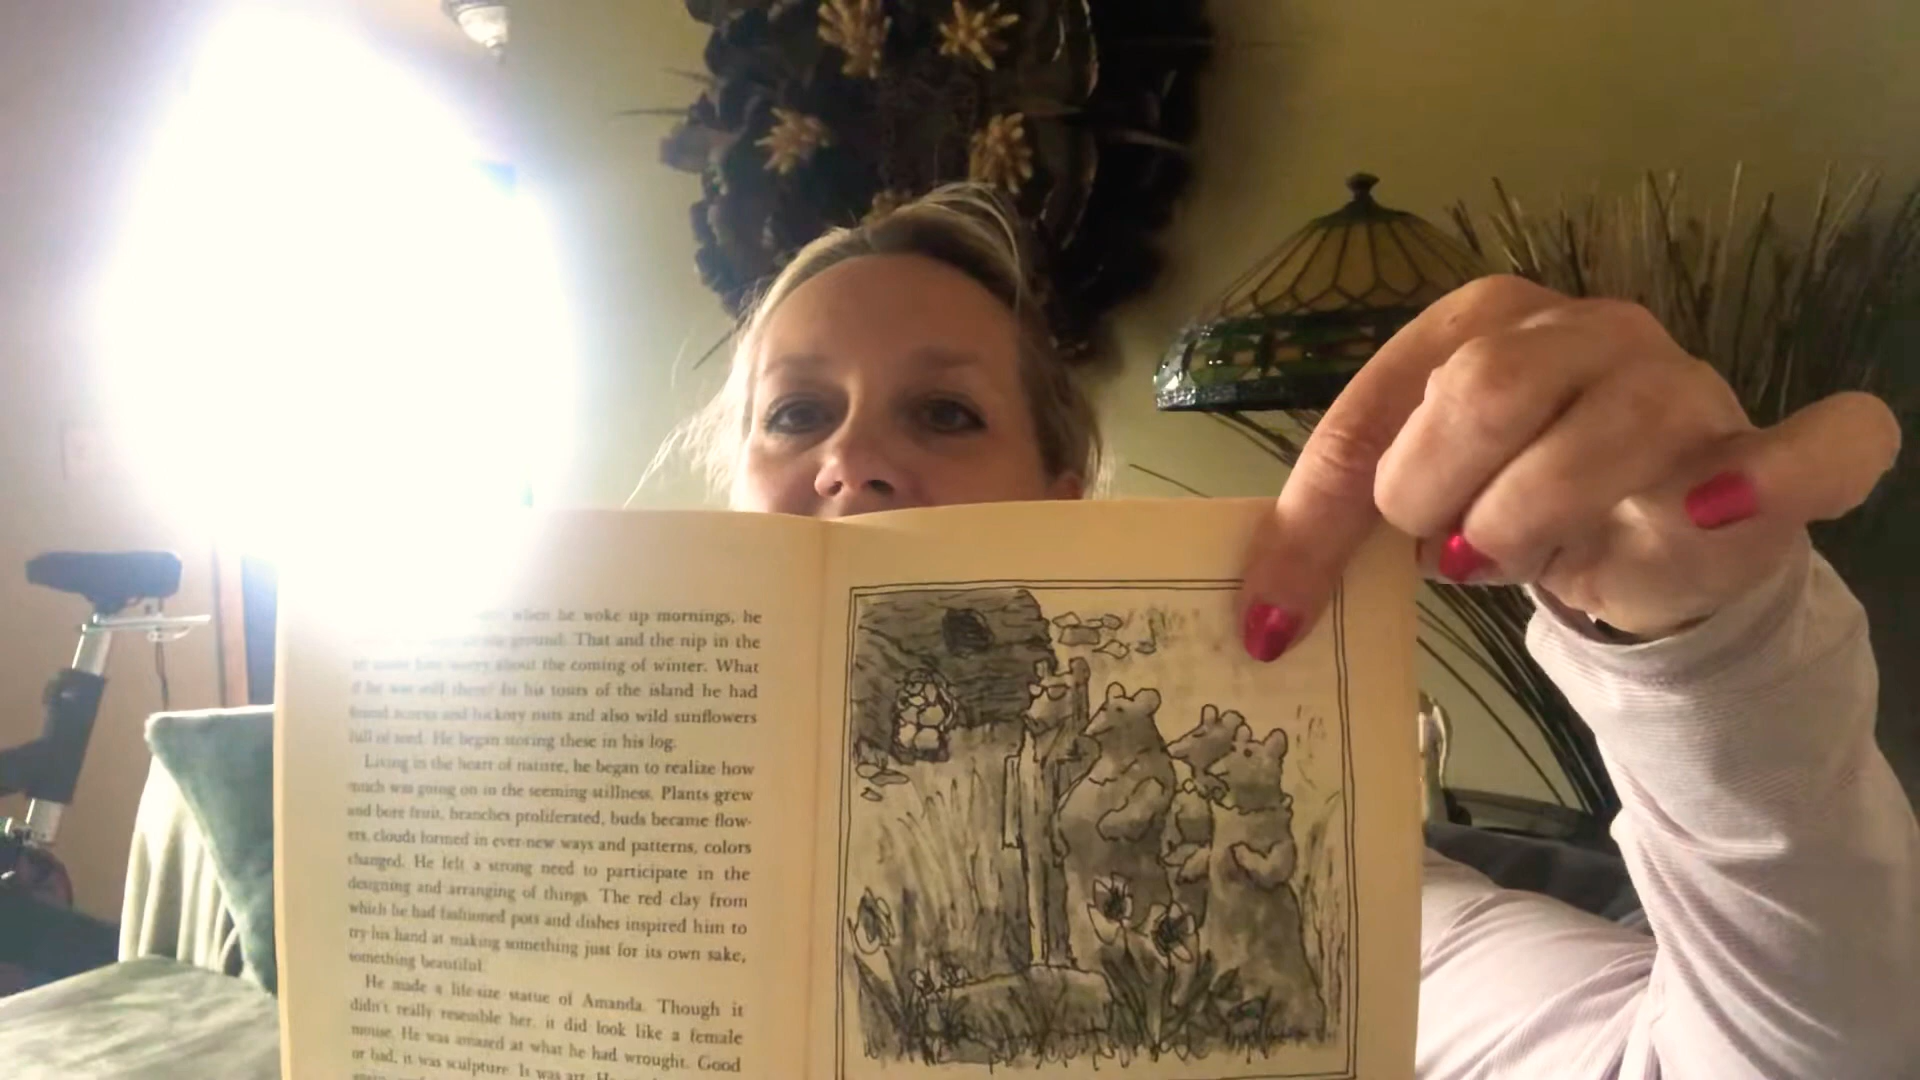 when he woke up mornings, he
ground. That and the nip in the
worry about the coming of winter. What
if he was still there? In his tours of the island he had
found acorns and hickory nuts and also wild sunflowers
full of seed. He began storing these in his log.
Living in the heart of nature, he began to realize how
much was going on in the seeming stillness. Plants grew
and bore fruit, branches proliferated, buds became flow-
ers, clouds formed in ever-new ways and patterns, colors
changed. He felt a strong need to participate in the
designing and arranging of things. The red clay from
which he had fashioned pots and dishes inspired him to
try his hand at making something just for its own sake,
something beautiful.
He made a life-size statue of Amanda. Though it
didn't really resemble her, it did look like a female
mouse. He was amazed at what he had wrought. Good
or bad, it was sculpture. It was art. He